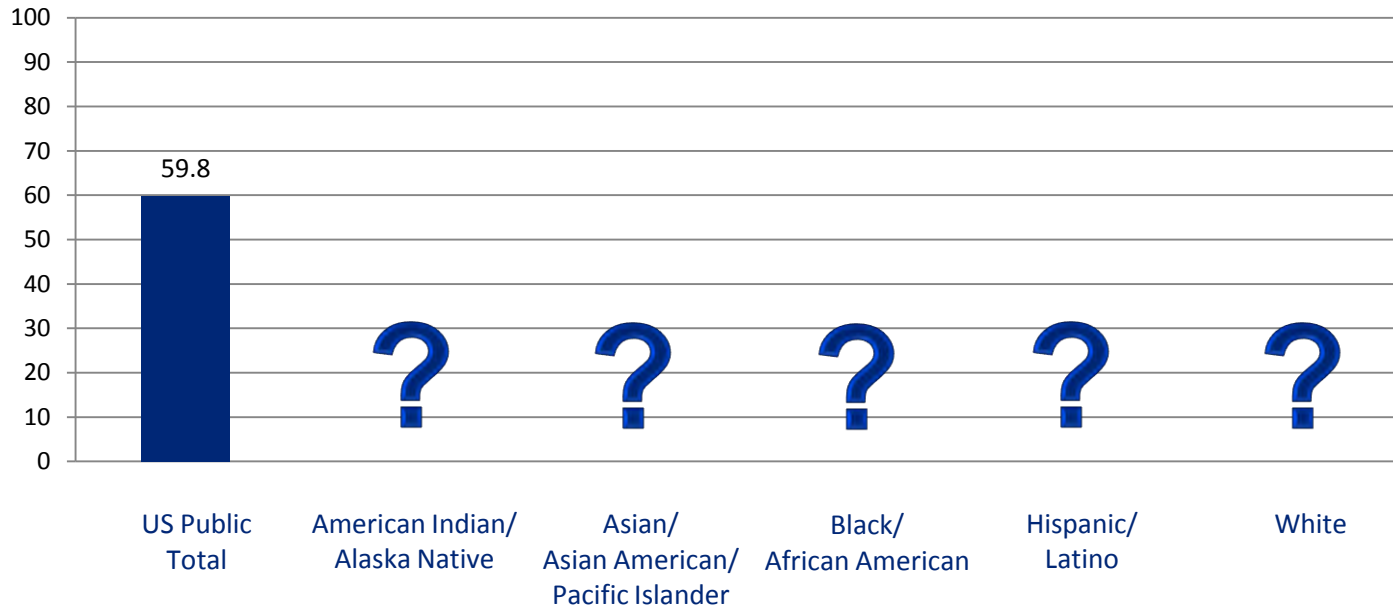 100
90
80
70
60
50
40
30
20
10
0
59.8
? ? ? ? ?
US Public
Total
American Indian/
Alaska Native
Asian/
Asian American/
Pacific Islander
Black/
African American
Hispanic/
Latino
White